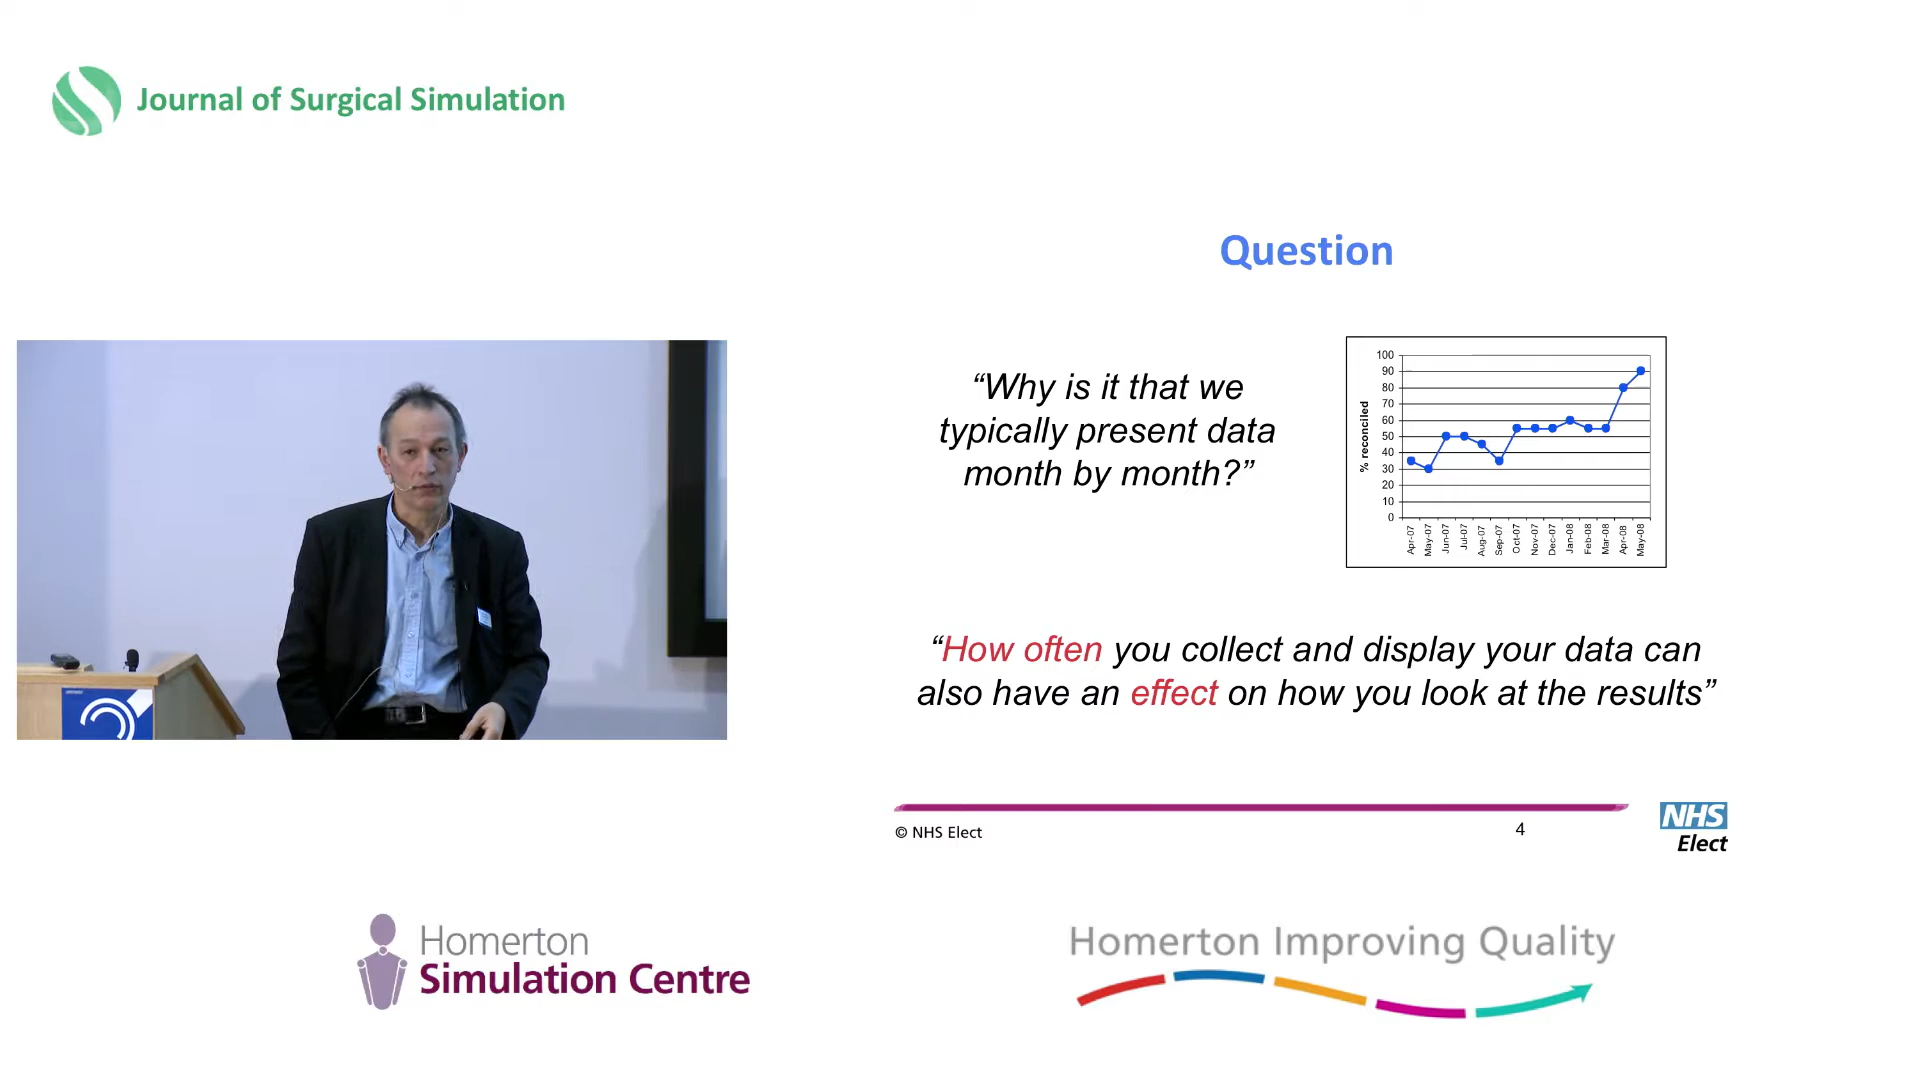 Journal of Surgical Simulation
Question
“Why is it that we
typically present data
month by month?”
% reconciled
100
90
80
70
60
50
40
30
20
10
0
Apr-07
May-07
Jun-07
Jul-07
Aug-07
Sep-07
Oct-07
Nov-07
Dec-07
Jan-08
Feb-08
Mar-08
Apr-08
May-08
“How often you collect and display your data can
also have an effect on how you look at the results”
© NHS Elect
4
NHS
Elect
Homerton
Simulation Centre
Homerton Improving Quality